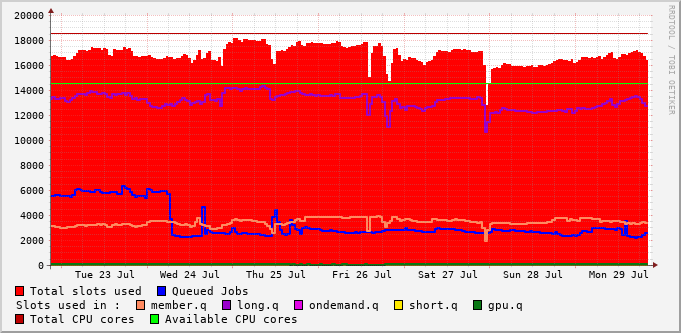 RRDTOOL / TOBI OETIKER
20000
18000
16000
14000
12000
10000
8000
6000
4000
2000
0
Tue 23 Jul Wed 24 Jul Thu 25 Jul Fri 26 Jul Sat 27 Jul Sun 28 Jul Mon 29 Jul
Total slots used Queued Jobs
Slots used in : member.q long.q ondemand.q short.q gpu.q
Total CPU cores Available CPU cores